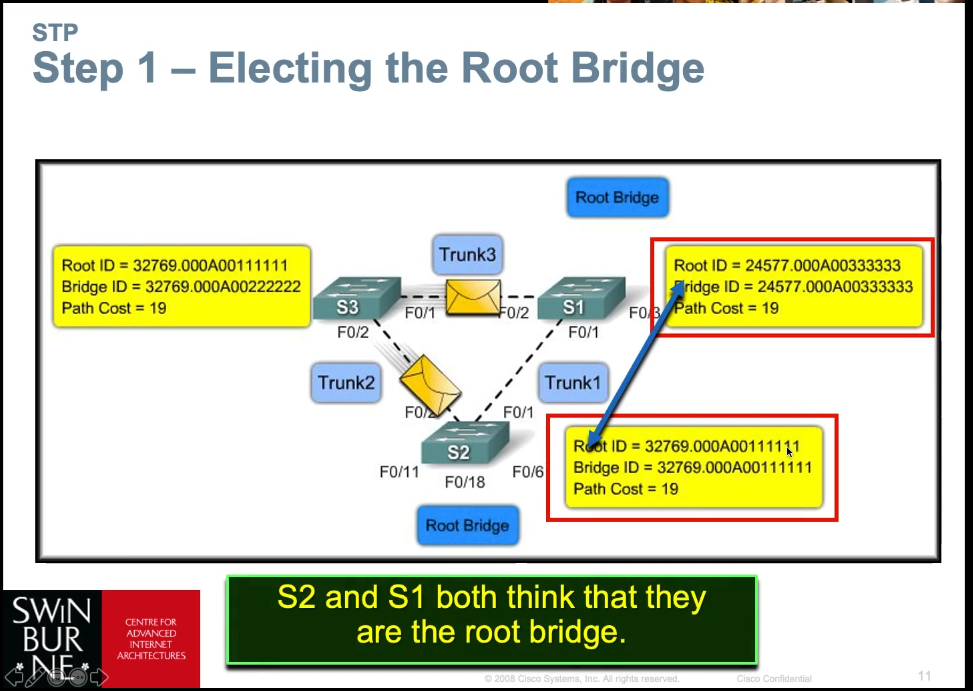 STP
Step 1 – Electing the Root Bridge
Root Bridge
Root ID = 32769.000A00111111
Bridge ID = 32769.000A00222222
Path Cost = 19
Trunk3
Root ID = 24577.000A00333333
Bridge ID = 24577.000A00333333
Path Cost = 19
S3
F0/1
F0/2
S1
F0/3
F0/2
F0/1
Trunk2
Trunk1
F0/2
F0/1
S2
F0/11
F0/18
F0/6
Root ID = 32769.000A00111111
Bridge ID = 32769.000A00111111
Path Cost = 19
Root Bridge
S2 and S1 both think that they
are the root bridge.
SWIN
BUR
NE
CENTRE FOR
ADVANCED
INTERNET
ARCHITECTURES
© 2008 Cisco Systems, Inc. All rights reserved.
Cisco Confidential
11